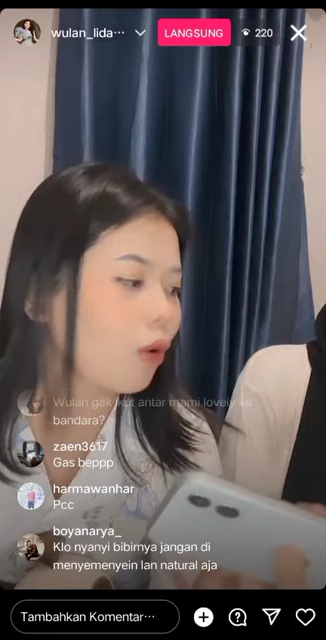 wulan_lida...
LANGSUNG
220
Wulan gak ikut antar mami lovely ke
bandara?
zaen3617
Gas beppp
harmawanhar
Pcc
boyanarya_
Klo nyanyi bibirnya jangan di
menyemenyein lan natural aja
Tambahkan Komentar...